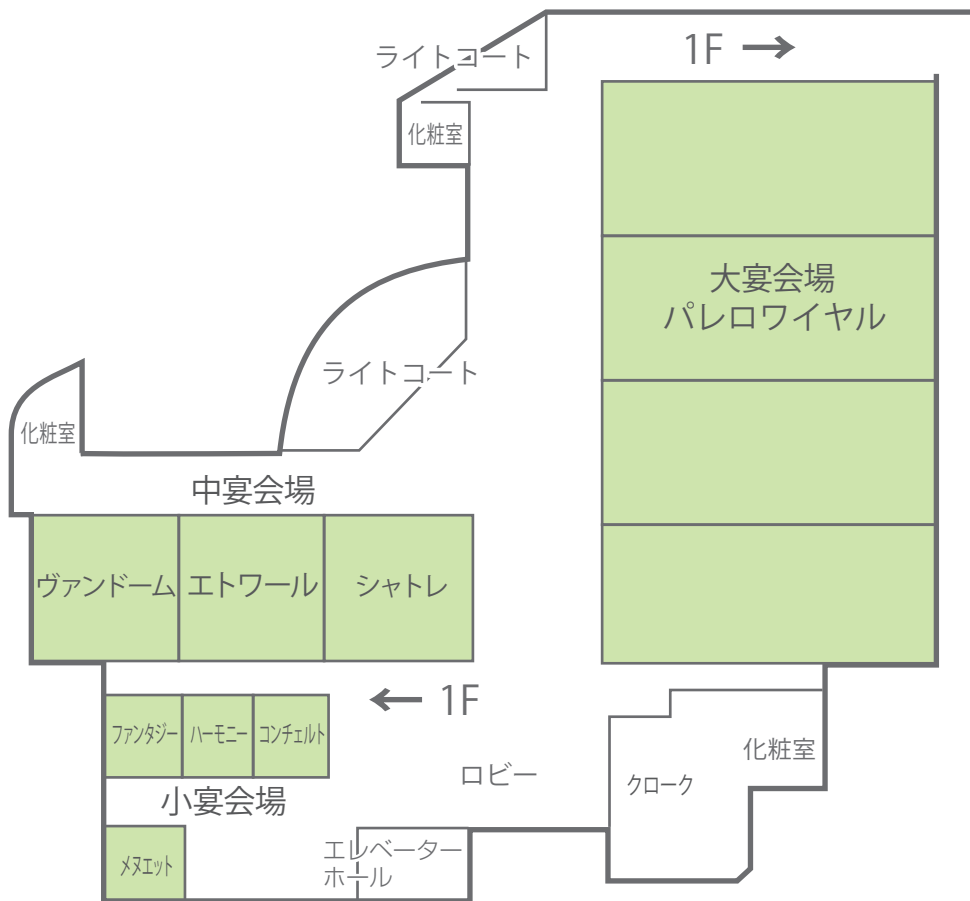 1F →
ライトコート
化粧室
大宴会場
パレロワイヤル
ライトコート
化粧室
中宴会場
ヴァンドーム
エトワール
シャトレ
← 1F
ファンタジー
ハーモニー
コンチェルト
化粧室
ロビー
クローク
小宴会場
エレベーター
ホール
メヌエット